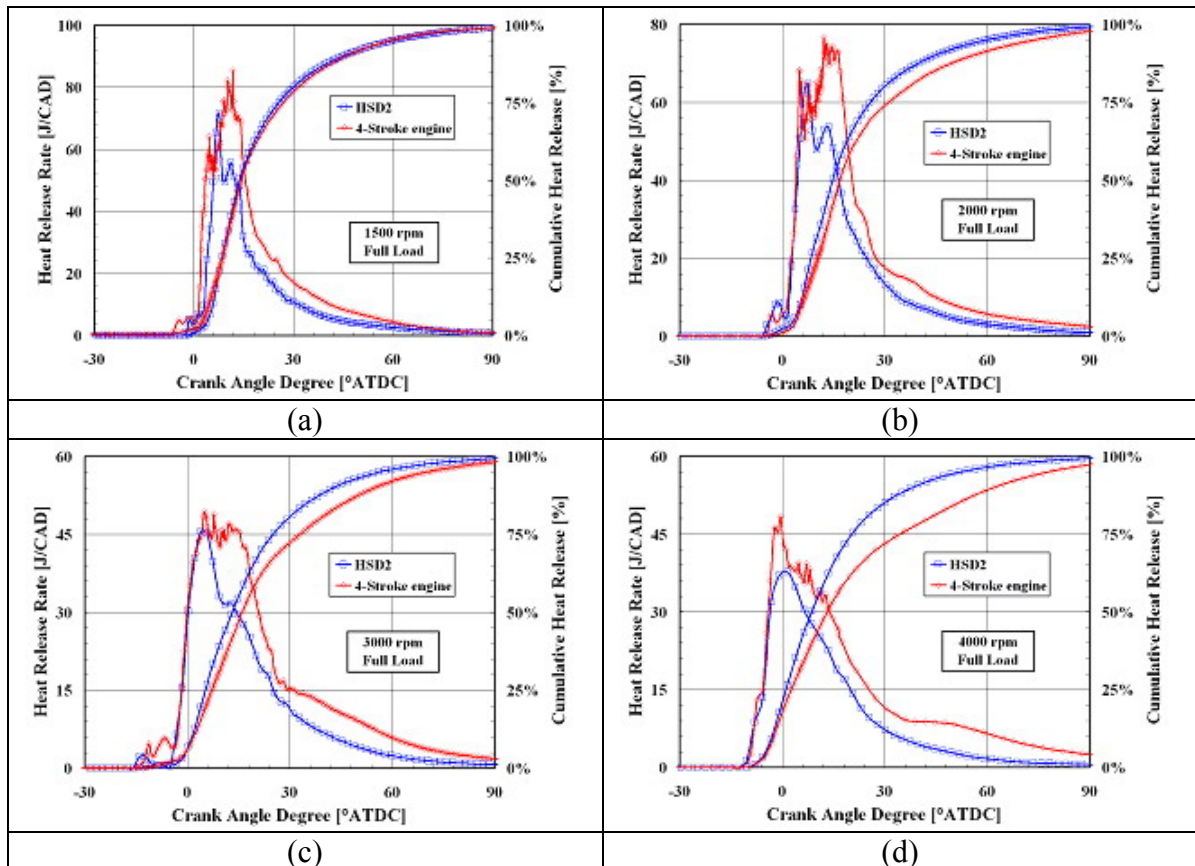 100
80
60
40
20
0
Heat Release Rate [J/CAD]
100%
75%
50%
25%
0%
Cumulative Heat Release [%]
HSD2
4-Stroke engine
1500 rpm
Full Load
-30 0 30 60 90
Crank Angle Degree [°ATDC]
(a)
80
60
40
20
0
Heat Release Rate [J/CAD]
100%
75%
50%
25%
0%
Cumulative Heat Release [%]
HSD2
4-Stroke engine
2000 rpm
Full Load
-30 0 30 60 90
Crank Angle Degree [°ATDC]
(b)
60
45
30
15
0
Heat Release Rate [J/CAD]
100%
75%
50%
25%
0%
Cumulative Heat Release [%]
HSD2
4-Stroke engine
3000 rpm
Full Load
-30 0 30 60 90
Crank Angle Degree [°ATDC]
(c)
60
45
30
15
0
Heat Release Rate [J/CAD]
100%
75%
50%
25%
0%
Cumulative Heat Release [%]
HSD2
4-Stroke engine
4000 rpm
Full Load
-30 0 30 60 90
Crank Angle Degree [°ATDC]
(d)